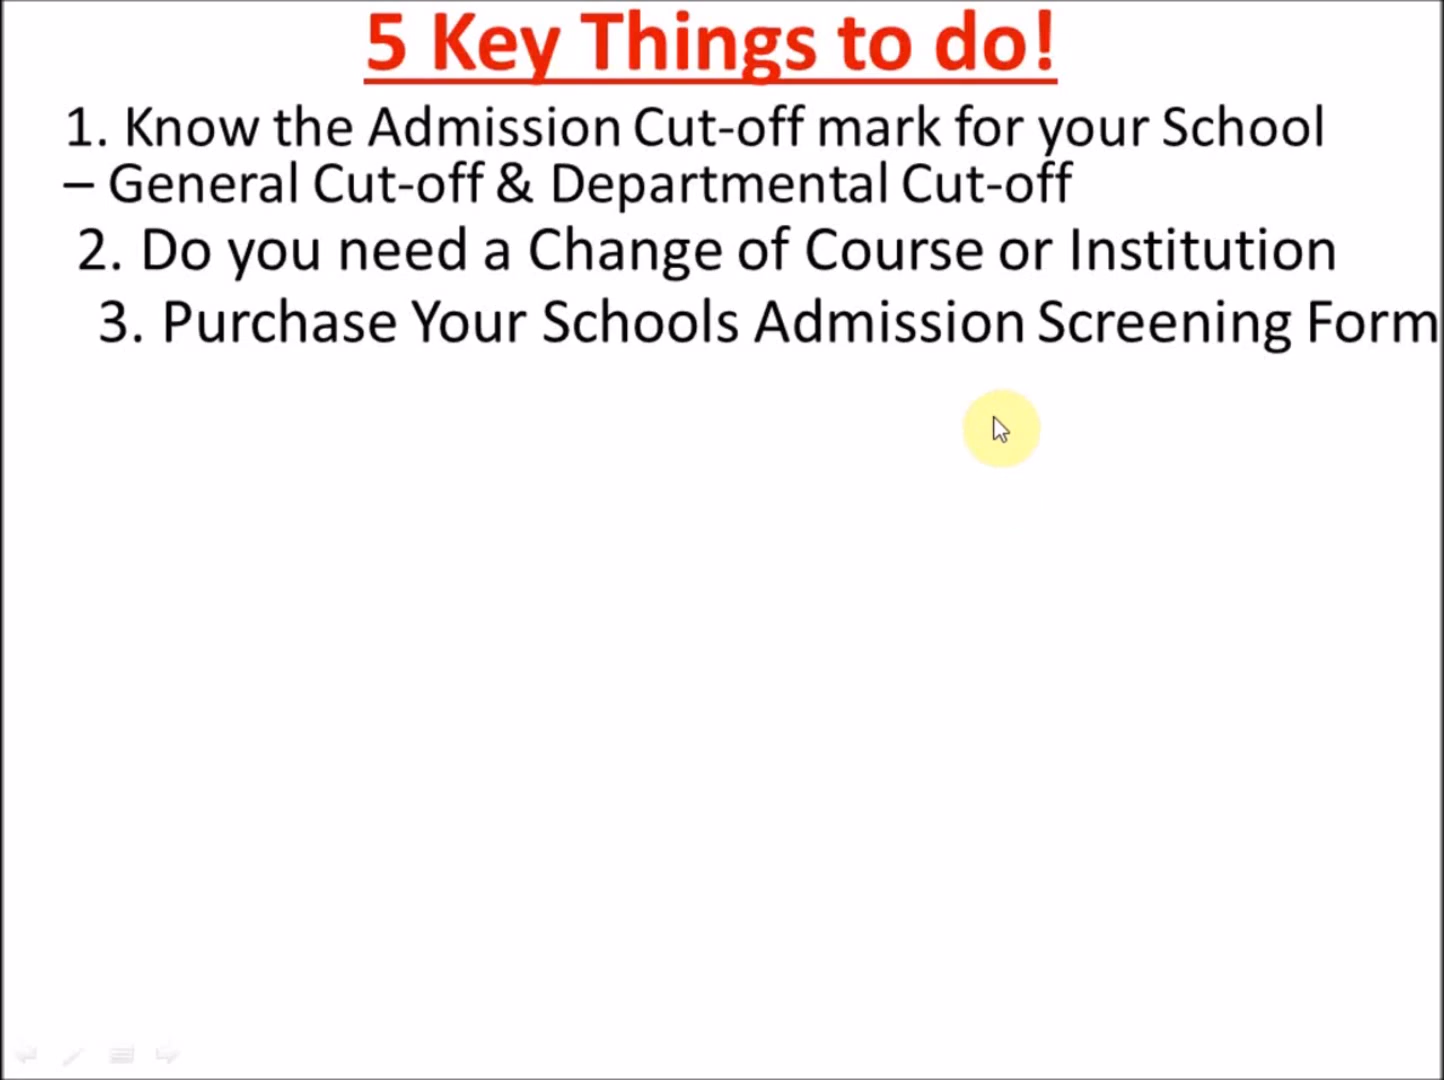 5 Key Things to do!
1. Know the Admission Cut-off mark for your School
– General Cut-off & Departmental Cut-off
2. Do you need a Change of Course or Institution
3. Purchase Your Schools Admission Screening Form